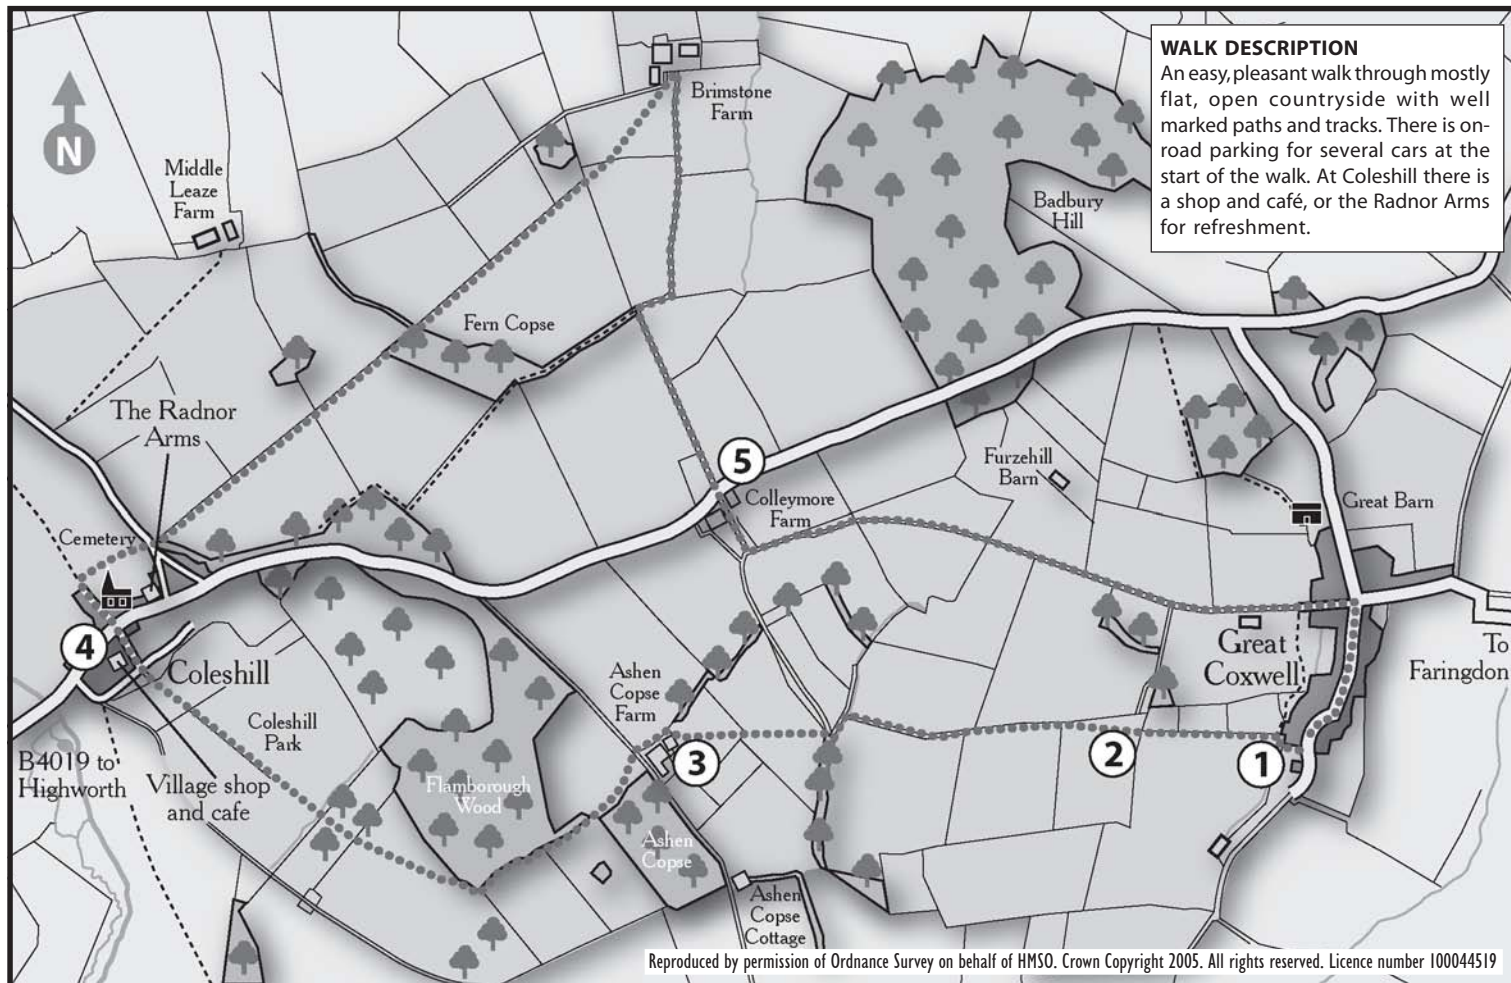 WALK DESCRIPTION
An easy, pleasant walk through mostly
flat, open countryside with well
marked paths and tracks. There is on-
road parking for several cars at the
start of the walk. At Coleshill there is
a shop and café, or the Radnor Arms
for refreshment.
N
Brimstone
Farm
Middle
Leaze
Farm
Badbury
Hill
Fern Copse
The Radnor
Arms
5
Furzehill
Barn
Colleymore
Farm
Great Barn
Cemetery
4
Coleshill
Great
Coxwell
To
Faringdon
Ashen
Copse
Farm
Coleshill
Park
3
2
1
B4019 to
Highworth
Village shop
and cafe
Flamborough
Wood
Ashen
Copse
Ashen
Copse
Cottage
Reproduced by permission of Ordnance Survey on behalf of HMSO. Crown Copyright 2005. All rights reserved. Licence number 100044519